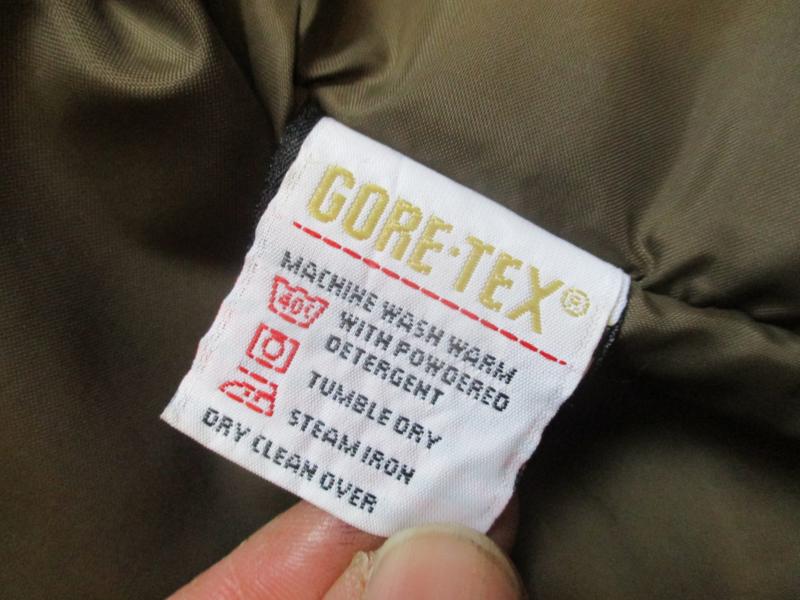 GORE-TEX®
MACHINE WASH WARM
40°
WITH POWDERED
DETERGENT
TUMBLE DRY
STEAM IRON
DRY CLEAN OVER